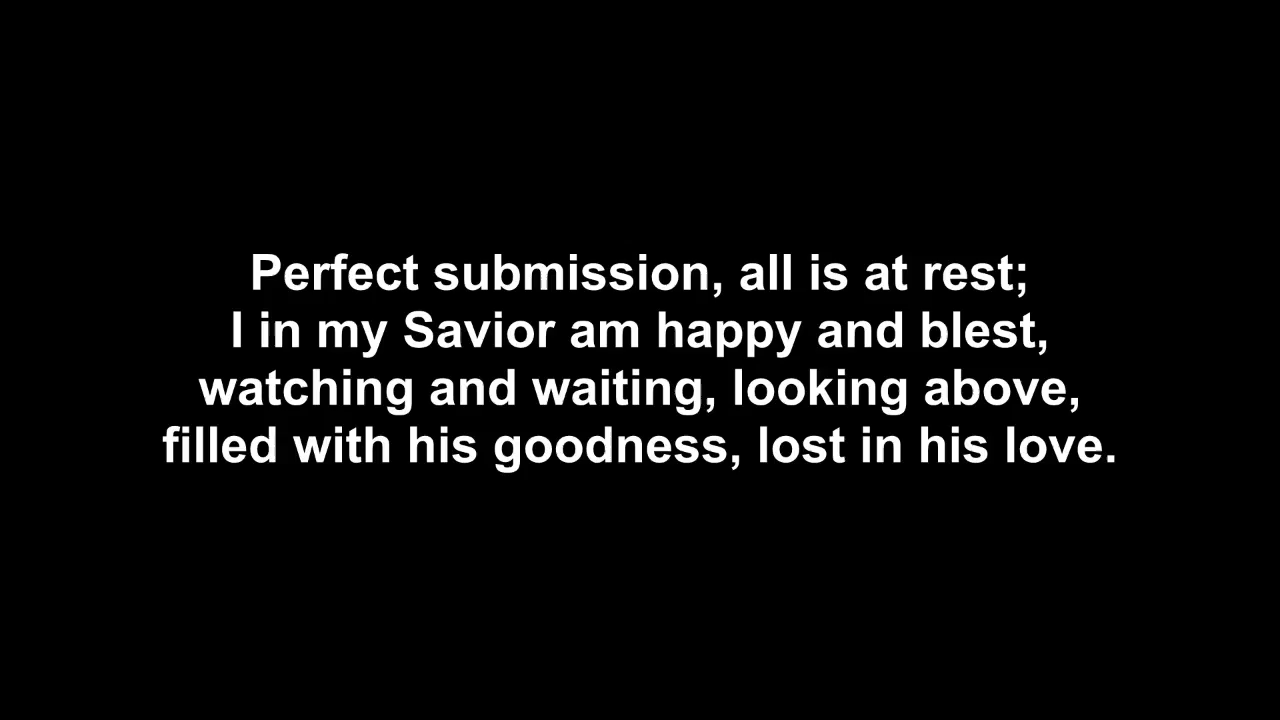 Perfect submission, all is at rest;
I in my Savior am happy and blest,
watching and waiting, looking above,
filled with his goodness, lost in his love.